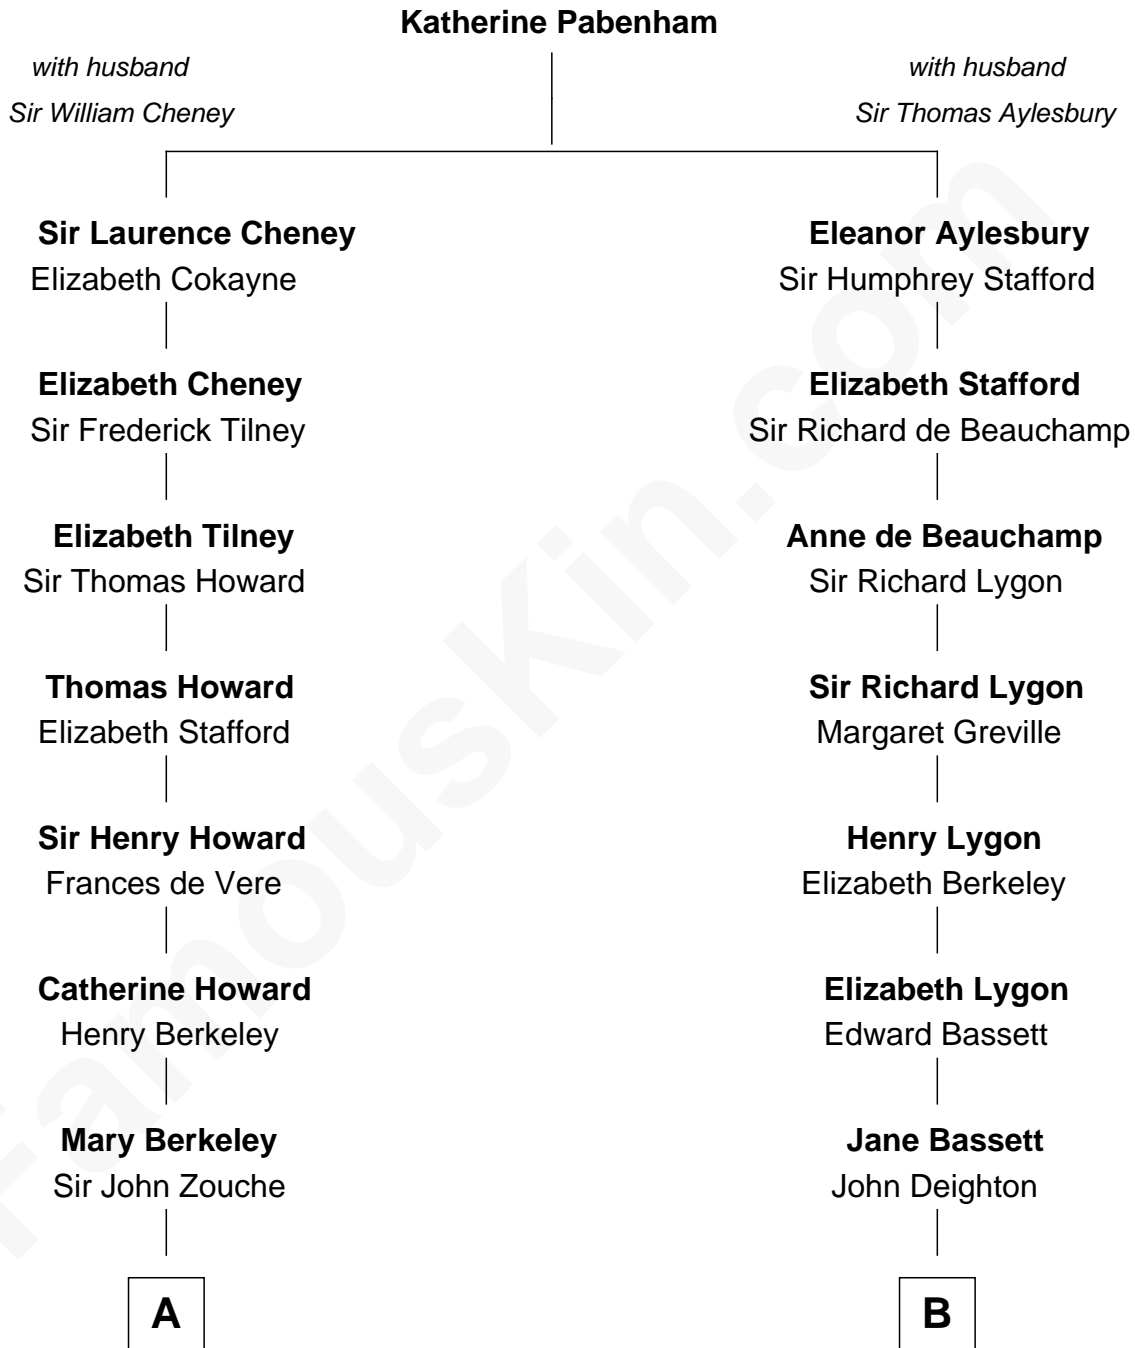 Katherine Pabenham
with husband
Sir William Cheney
with husband
Sir Thomas Aylesbury
Sir Laurence Cheney
Elizabeth Cokayne
Eleanor Aylesbury
Sir Humphrey Stafford
Elizabeth Cheney
Sir Frederick Tilney
Elizabeth Stafford
Sir Richard de Beauchamp
Elizabeth Tilney
Sir Thomas Howard
Anne de Beauchamp
Sir Richard Lygon
Thomas Howard
Elizabeth Stafford
Sir Richard Lygon
Margaret Greville
Sir Henry Howard
Frances de Vere
Henry Lygon
Elizabeth Berkeley
Catherine Howard
Henry Berkeley
Elizabeth Lygon
Edward Bassett
Mary Berkeley
Sir John Zouche
Jane Bassett
John Deighton
A
B
FamousKin.com